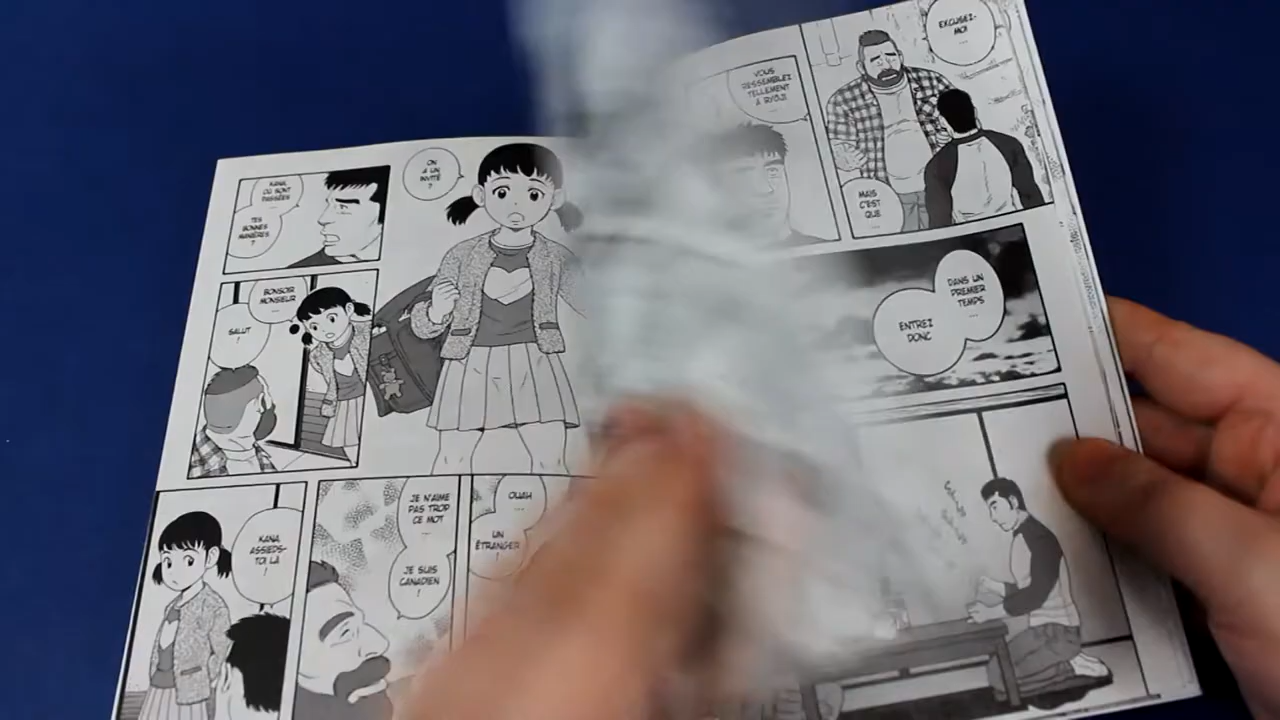 EXCUSEZ-
MOI
...
VOUS
RESSEMBLEZ
TELLEMENT
À RYOJI
...
MAIS
C'EST
QUE
...
DANS UN
PREMIER
TEMPS
...
ENTREZ
DONC
ON
A UN
INVITÉ
?
KANA,
OÙ SONT
PASSÉES
...
TES
BONNES
MANIÈRES
?
BONSOIR
MONSIEUR
...
SALUT
!
OUAH
...
UN
ÉTRANGER
!
JE N'AIME
PAS TROP
CE MOT
...
JE SUIS
CANADIEN
!
KANA,
ASSIEDS-
TOI LÀ
!